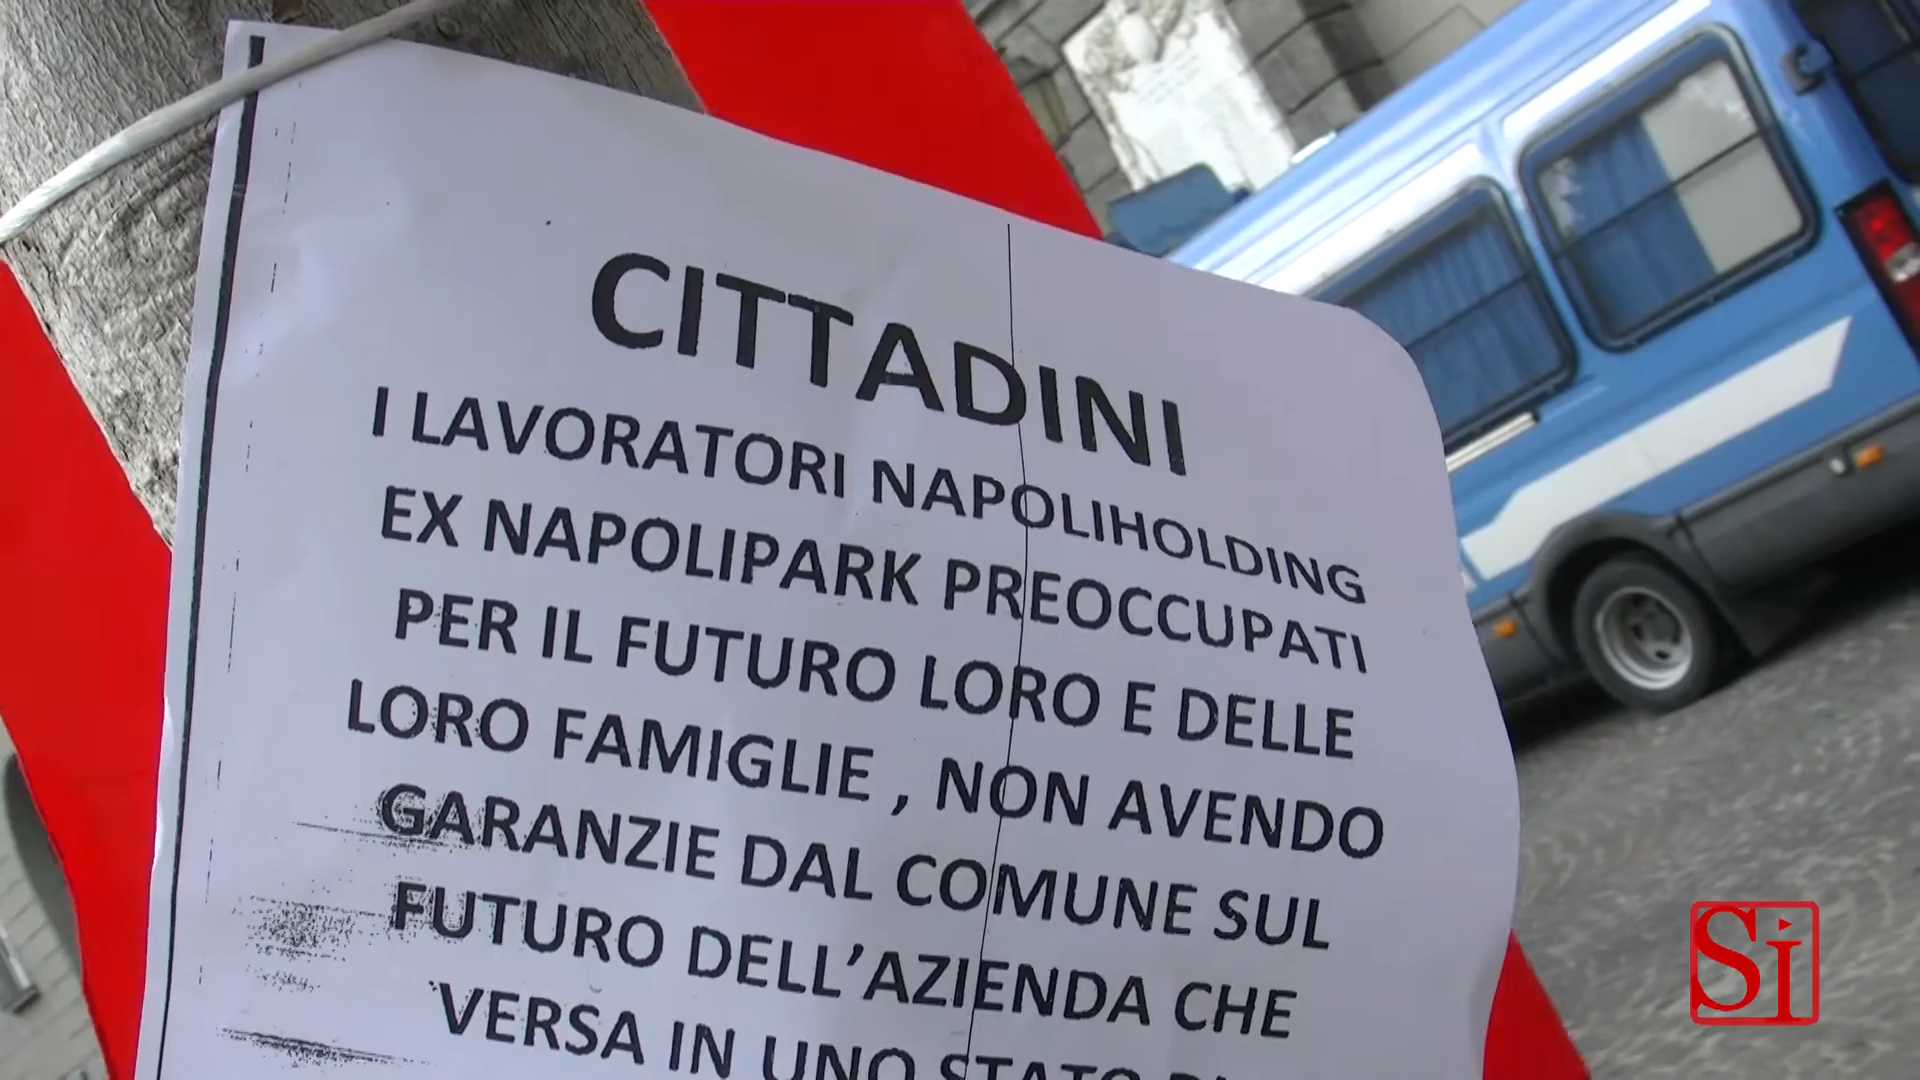 CITTADINI
I LAVORATORI NAPOLIHOLDING
EX NAPOLIPARK PREOCCUPATI
PER IL FUTURO LORO E DELLE
LORO FAMIGLIE , NON AVENDO
GARANZIE DAL COMUNE SUL
FUTURO DELL’AZIENDA CHE
VERSA IN UNO STATO
Si